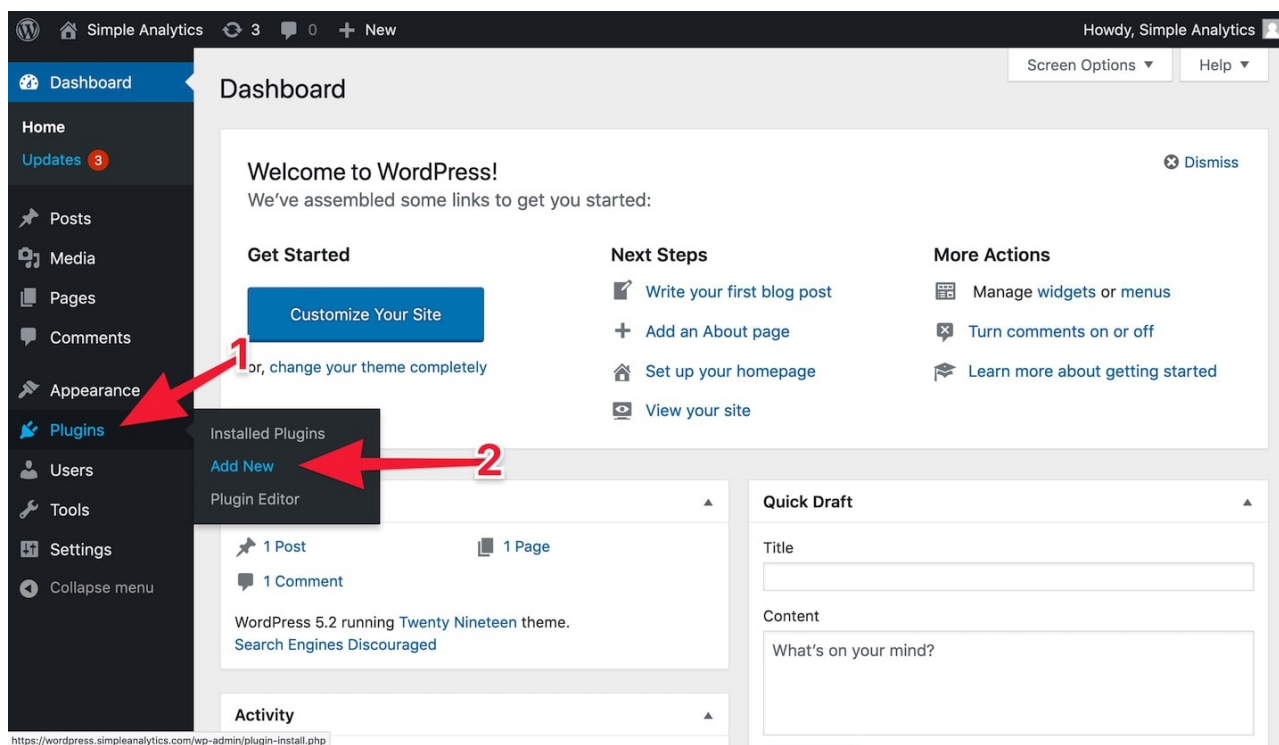 Simple Analytics 3 0 + New Howdy, Simple Analytics
Screen Options ▼ Help ▼
Dashboard
Home
Updates 3
Posts
Media
Pages
Comments
Appearance
Plugins
Users
Tools
Settings
Collapse menu
Installed Plugins
Add New
Plugin Editor
1
2
Dashboard
Welcome to WordPress!
Dismiss
We've assembled some links to get you started:
Get Started
Customize Your Site
or, change your theme completely
Next Steps
Write your first blog post
Add an About page
Set up your homepage
View your site
More Actions
Manage widgets or menus
Turn comments on or off
Learn more about getting started
1 Post 1 Page
1 Comment
WordPress 5.2 running Twenty Nineteen theme.
Search Engines Discouraged
Activity
Quick Draft
Title
Content
What's on your mind?
https://wordpress.simpleanalytics.com/wp-admin/plugin-install.php